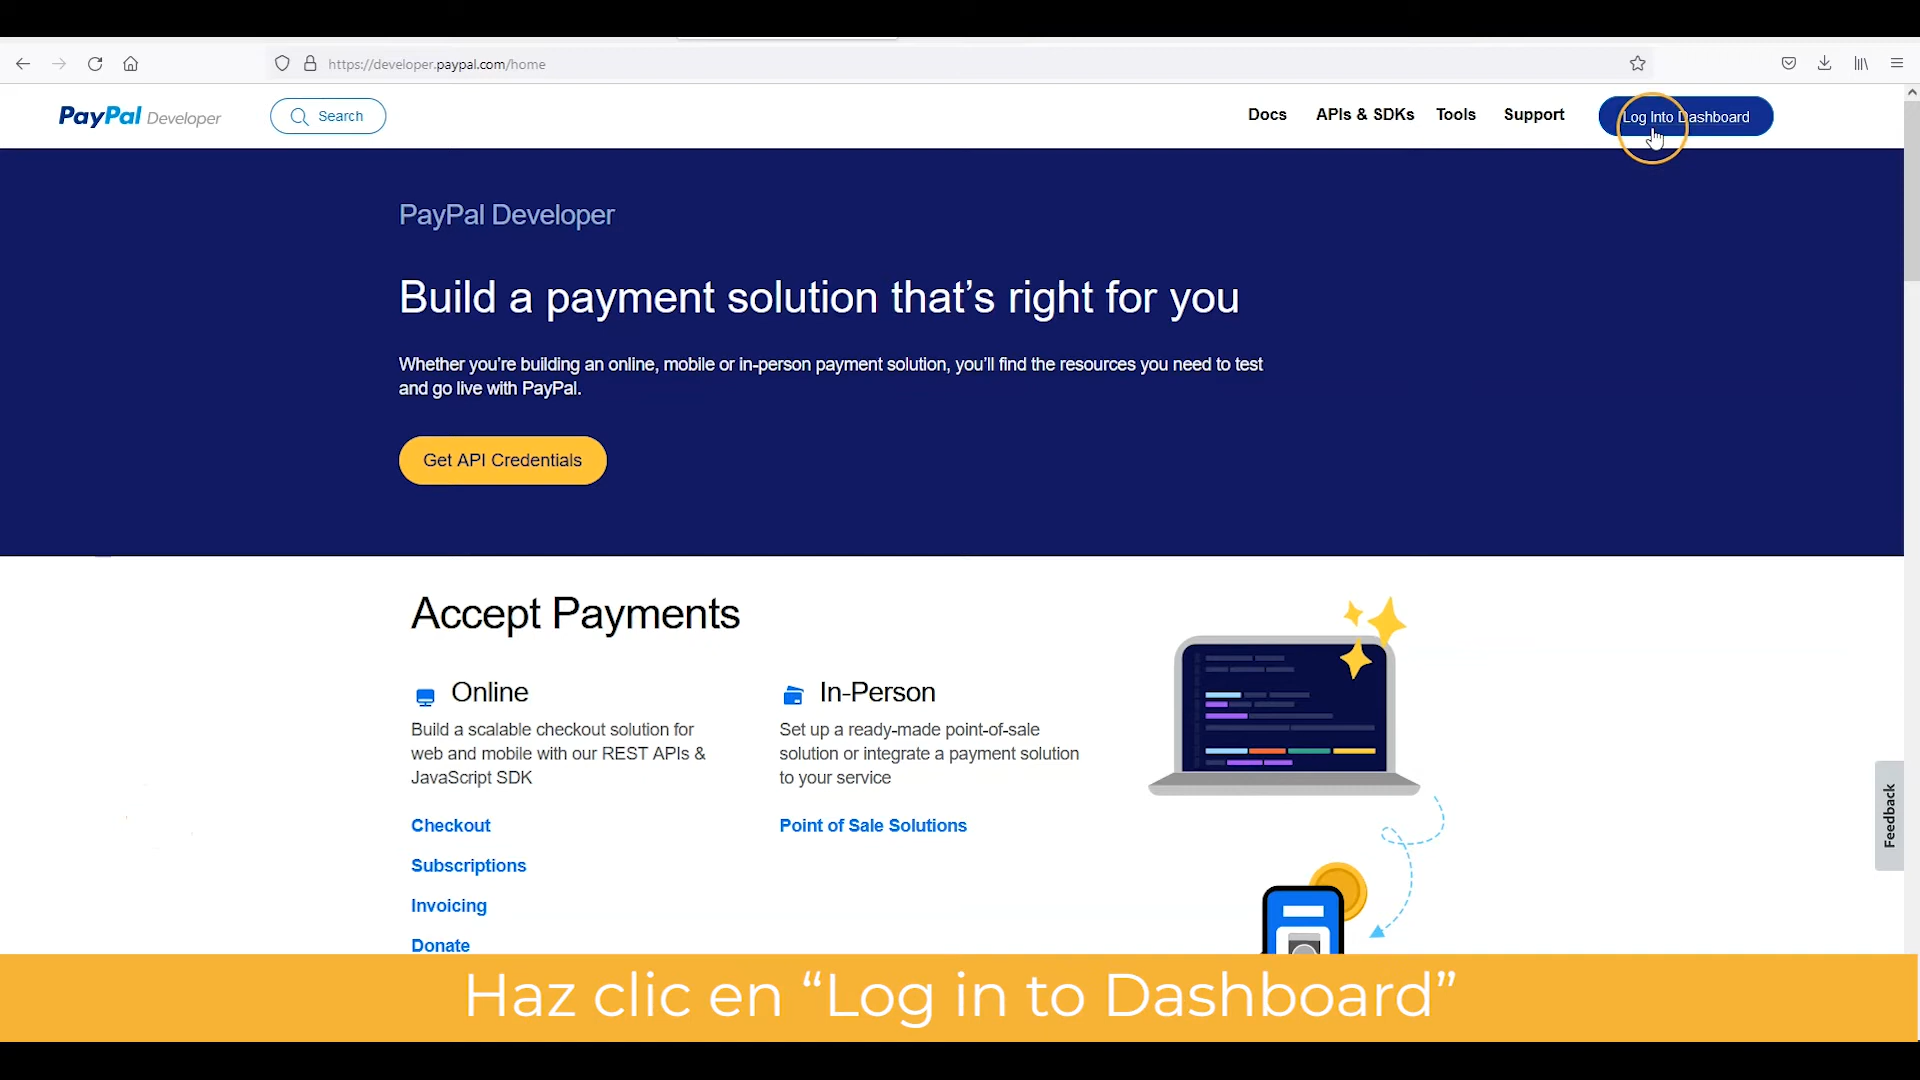 https://developer.paypal.com/home
PayPal Developer
Search
Docs
APIs & SDKs
Tools
Support
Log Into Dashboard
PayPal Developer
Build a payment solution that’s right for you
Whether you’re building an online, mobile or in-person payment solution, you’ll find the resources you need to test
and go live with PayPal.
Get API Credentials
Accept Payments
Online
Build a scalable checkout solution for
web and mobile with our REST APIs &
JavaScript SDK
Checkout
Subscriptions
Invoicing
Donate
In-Person
Set up a ready-made point-of-sale
solution or integrate a payment solution
to your service
Point of Sale Solutions
Feedback
Haz clic en “Log in to Dashboard”